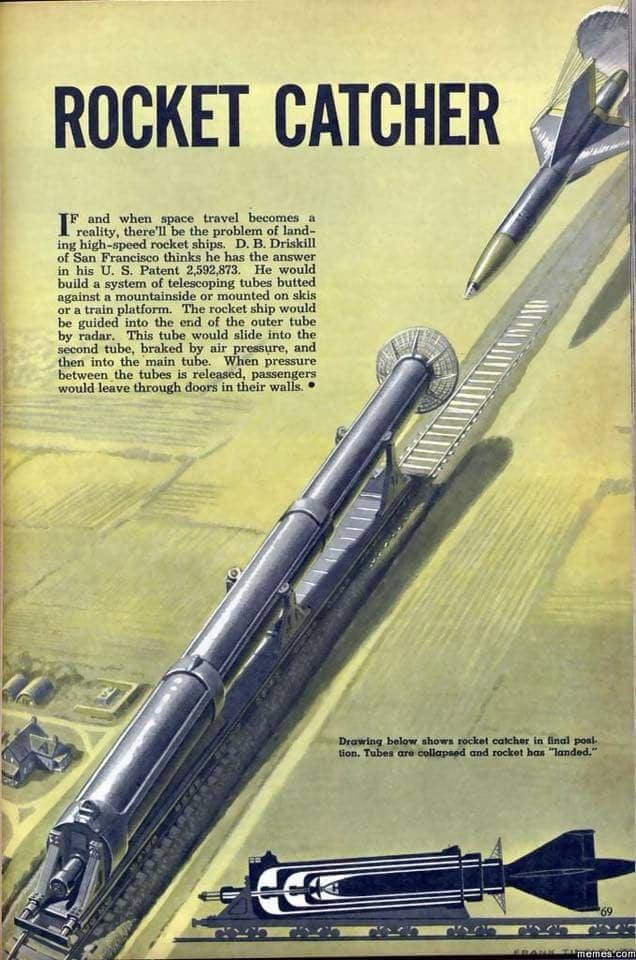 ROCKET CATCHER
IF and when space travel becomes a
reality, there'll be the problem of land-
ing high-speed rocket ships. D. B. Driskill
of San Francisco thinks he has the answer
in his U. S. Patent 2,592,873. He would
build a system of telescoping tubes butted
against a mountainside or mounted on skis
or a train platform. The rocket ship would
be guided into the end of the outer tube
by radar. This tube would slide into the
second tube, braked by air pressure, and
then into the main tube. When pressure
between the tubes is released, passengers
would leave through doors in their walls. •
Drawing below shows rocket catcher in final posi-
tion. Tubes are collapsed and rocket has "landed."
69
FRANK
memes.com